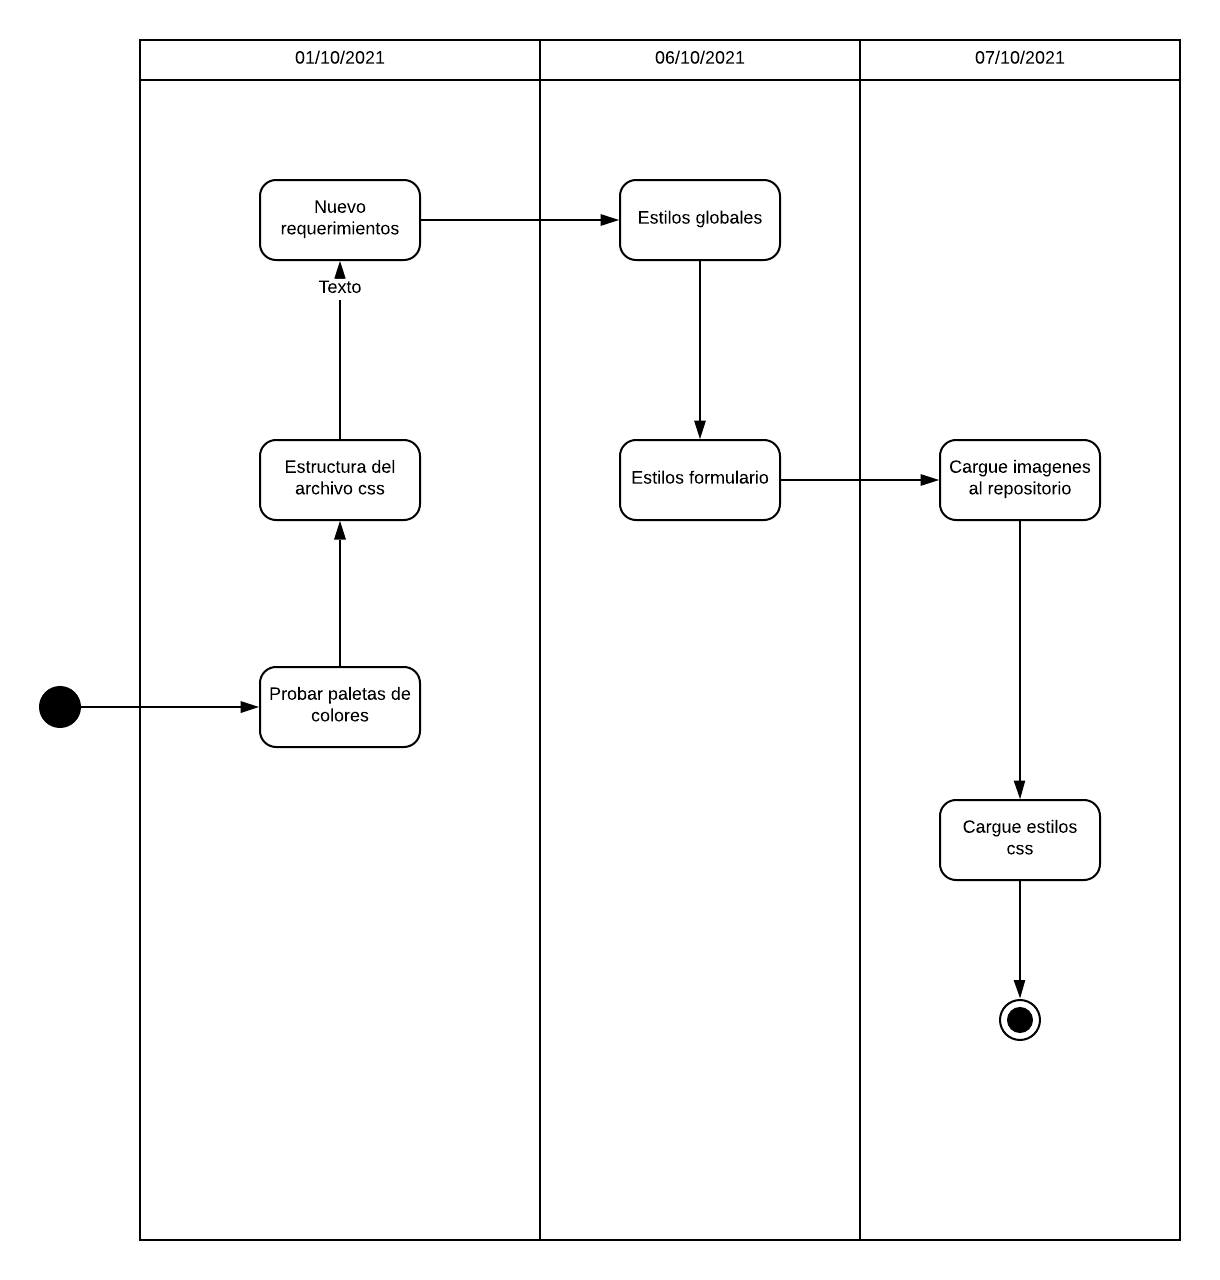 01/10/2021
06/10/2021
07/10/2021
Nuevo
requerimientos
Estilos globales
Texto
Estructura del
archivo css
Estilos formulario
Cargue imagenes
al repositorio
Probar paletas de
colores
Cargue estilos
css